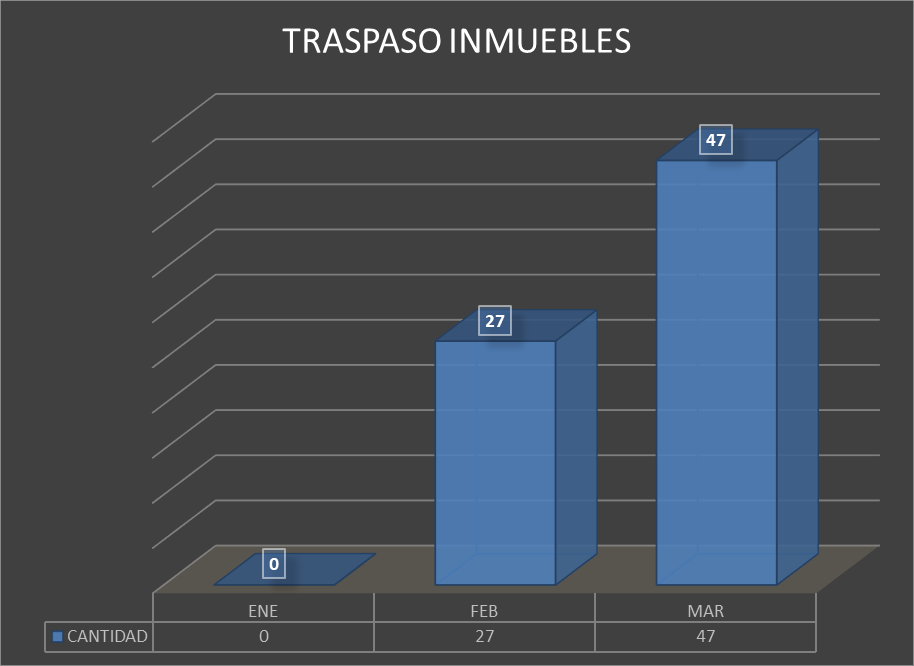 TRASPASO INMUEBLES
47
27
0
ENE FEB MAR
CANTIDAD 0 27 47